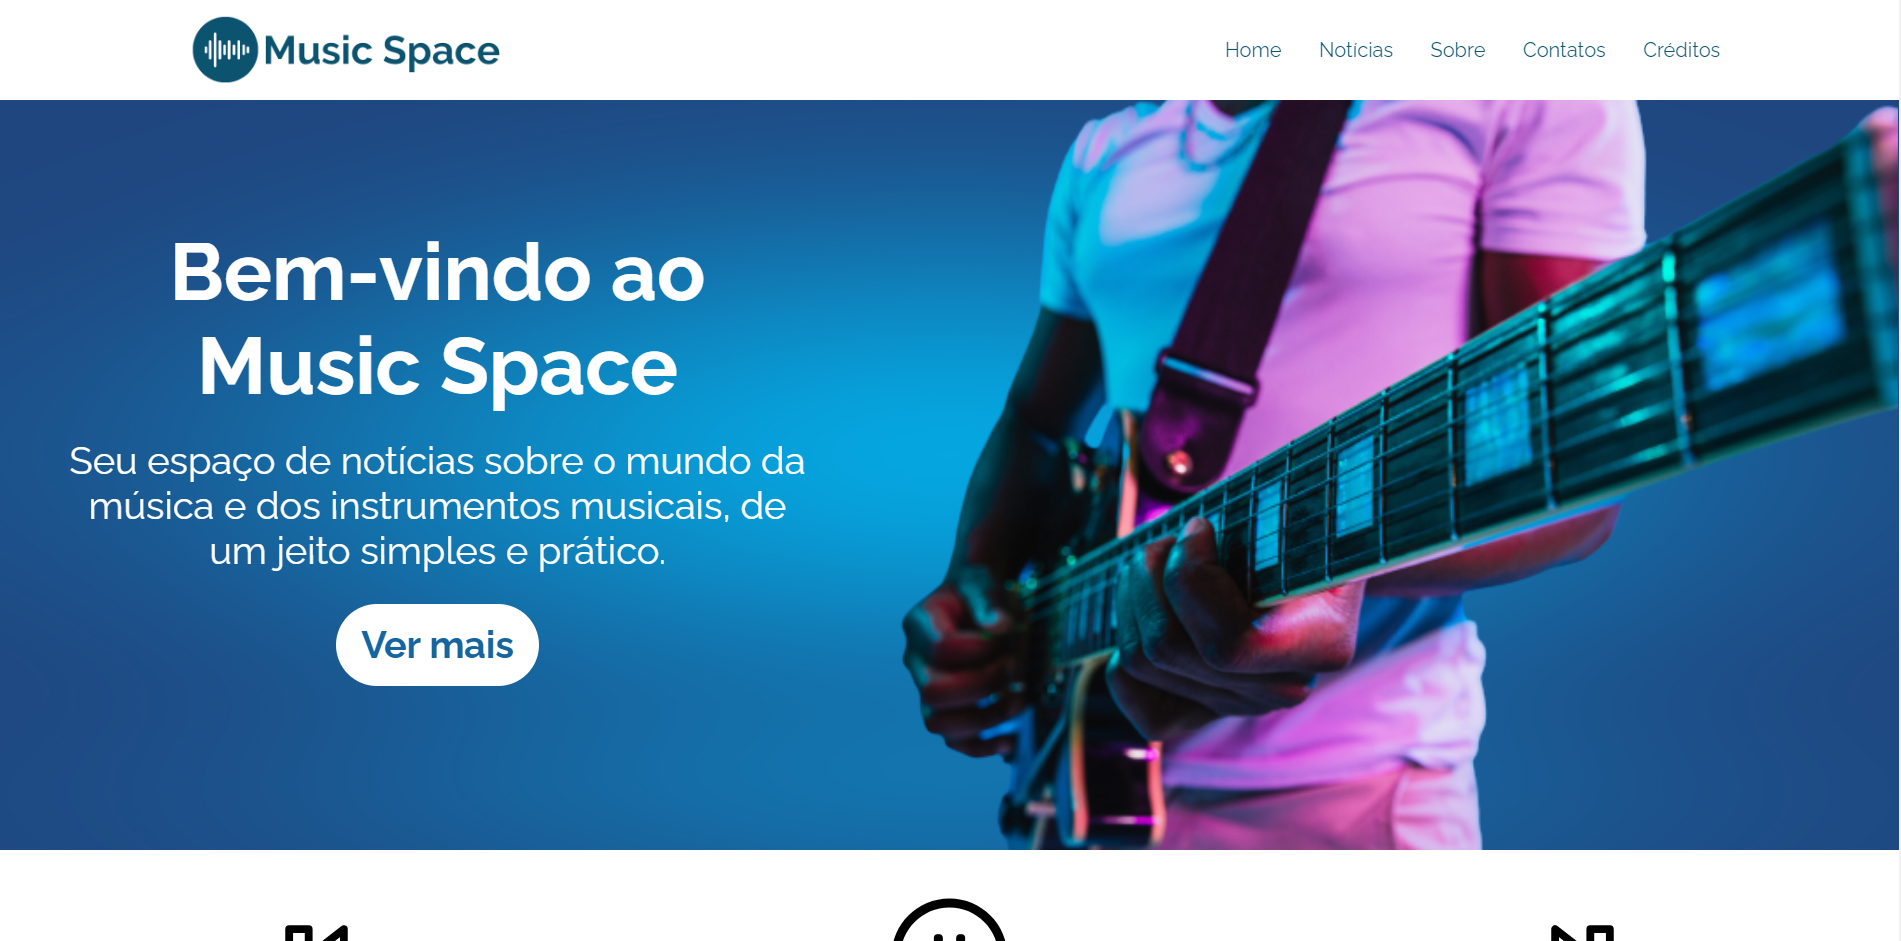 Music Space
Home Notícias Sobre Contatos Créditos
Bem-vindo ao
Music Space
Seu espaço de notícias sobre o mundo da
música e dos instrumentos musicais, de
um jeito simples e prático.
Ver mais